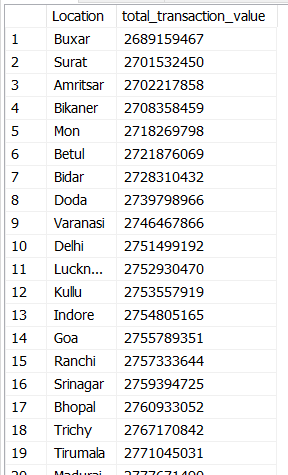 Location total_transaction_value
1 Buxar 2689159467
2 Surat 2701532450
3 Amritsar 2702217858
4 Bikaner 2708358459
5 Mon 2718269798
6 Betul 2721876069
7 Bidar 2728310432
8 Doda 2739798966
9 Varanasi 2746467866
10 Delhi 2751499192
11 Luckn... 2752930470
12 Kullu 2753557919
13 Indore 2754805165
14 Goa 2755789351
15 Ranchi 2757333644
16 Srinagar 2759394725
17 Bhopal 2760933052
18 Trichy 2767170842
19 Tirumala 2771045031